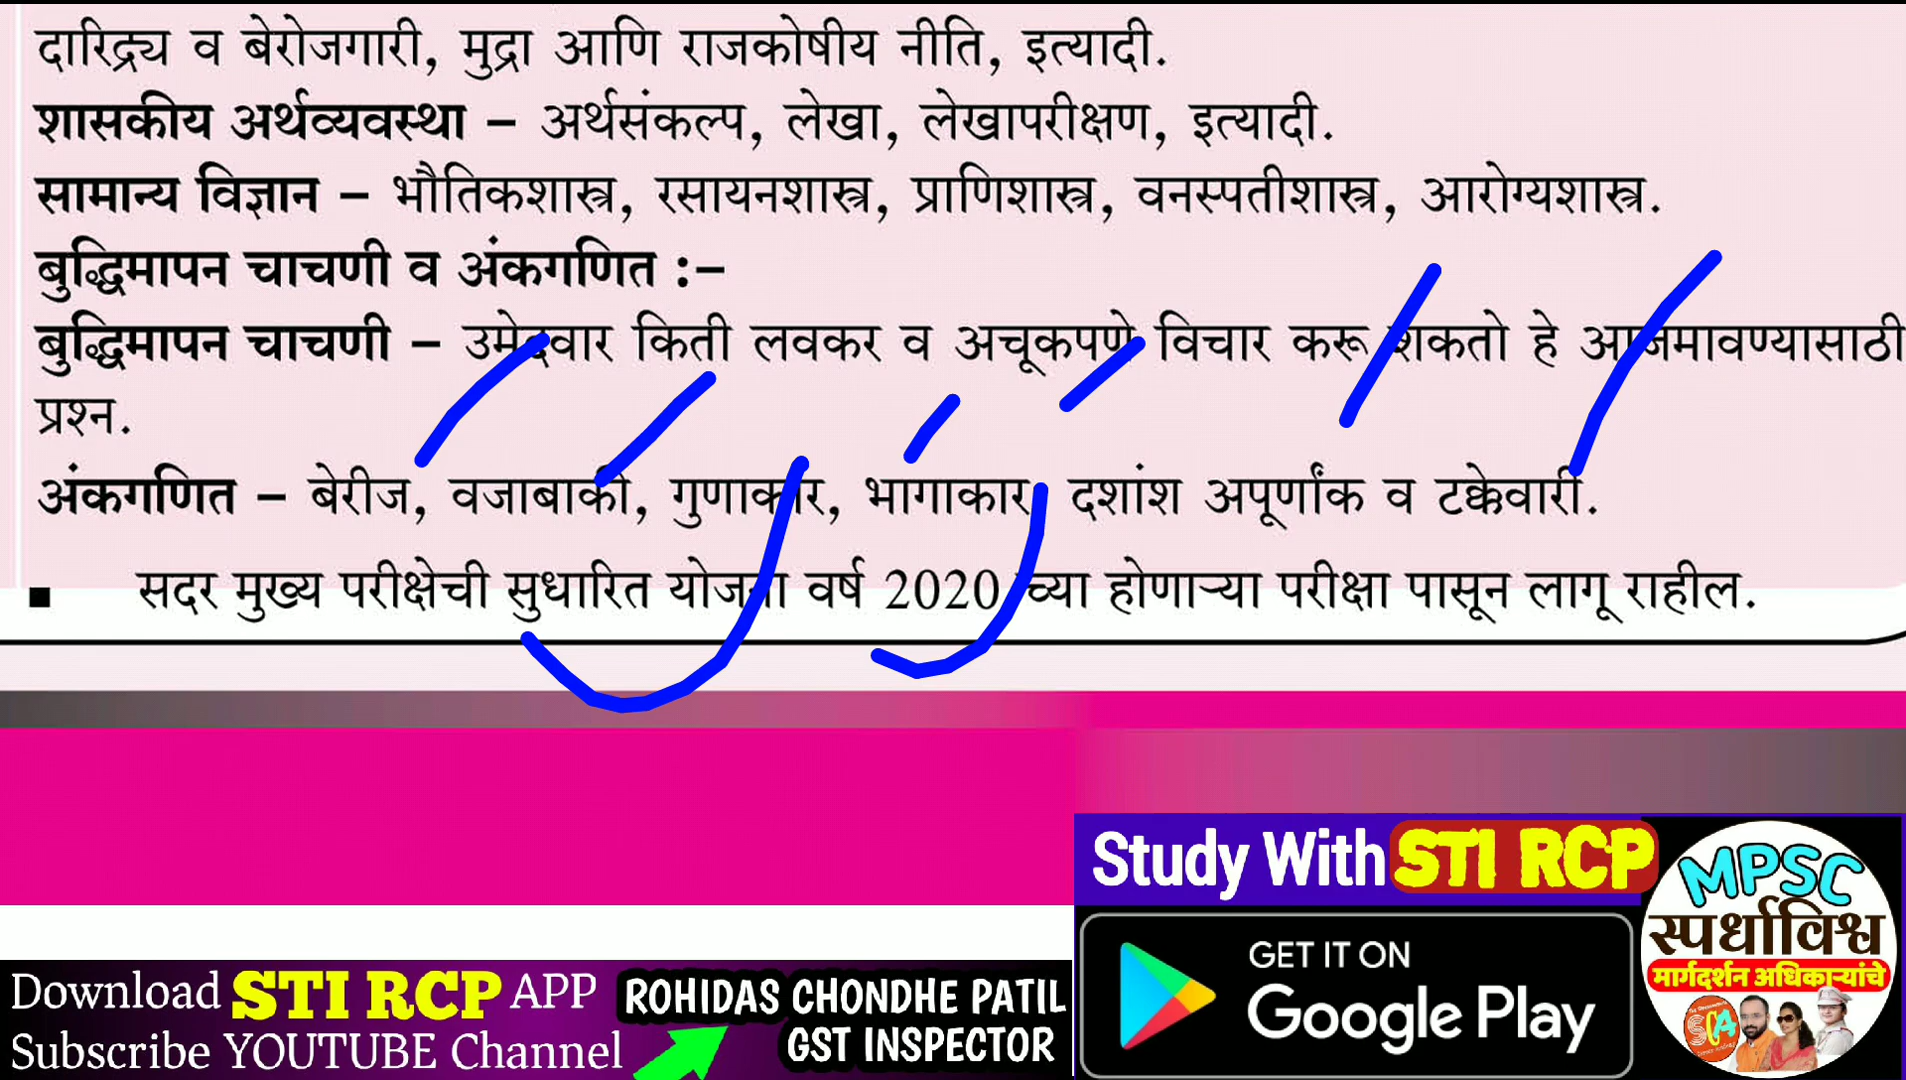 दारिद्र्य व बेरोजगारी, मुद्रा आणि राजकोषीय नीति, इत्यादी.
शासकीय अर्थव्यवस्था – अर्थसंकल्प, लेखा, लेखापरीक्षण, इत्यादी.
सामान्य विज्ञान – भौतिकशास्त्र, रसायनशास्त्र, प्राणिशास्त्र, वनस्पतीशास्त्र, आरोग्यशास्त्र.
बुद्धिमापन चाचणी व अंकगणित :–
बुद्धिमापन चाचणी – उमेदवार किती लवकर व अचूकपणे विचार करू शकतो हे आजमावण्यासाठी
प्रश्न.
अंकगणित – बेरीज, वजाबाकी, गुणाकार, भागाकार, दशांश अपूर्णांक व टक्केवारी.
▪ सदर मुख्य परीक्षेची सुधारित योजना वर्ष 2020 च्या होणाऱ्या परीक्षा पासून लागू राहील.
Study With STI RCP
MPSC
स्पर्धाविश्व
मार्गदर्शन अधिकाऱ्यांचे
GET IT ON
Google Play
Download STI RCP APP
Subscribe YOUTUBE Channel
ROHIDAS CHONDHE PATIL
GST INSPECTOR